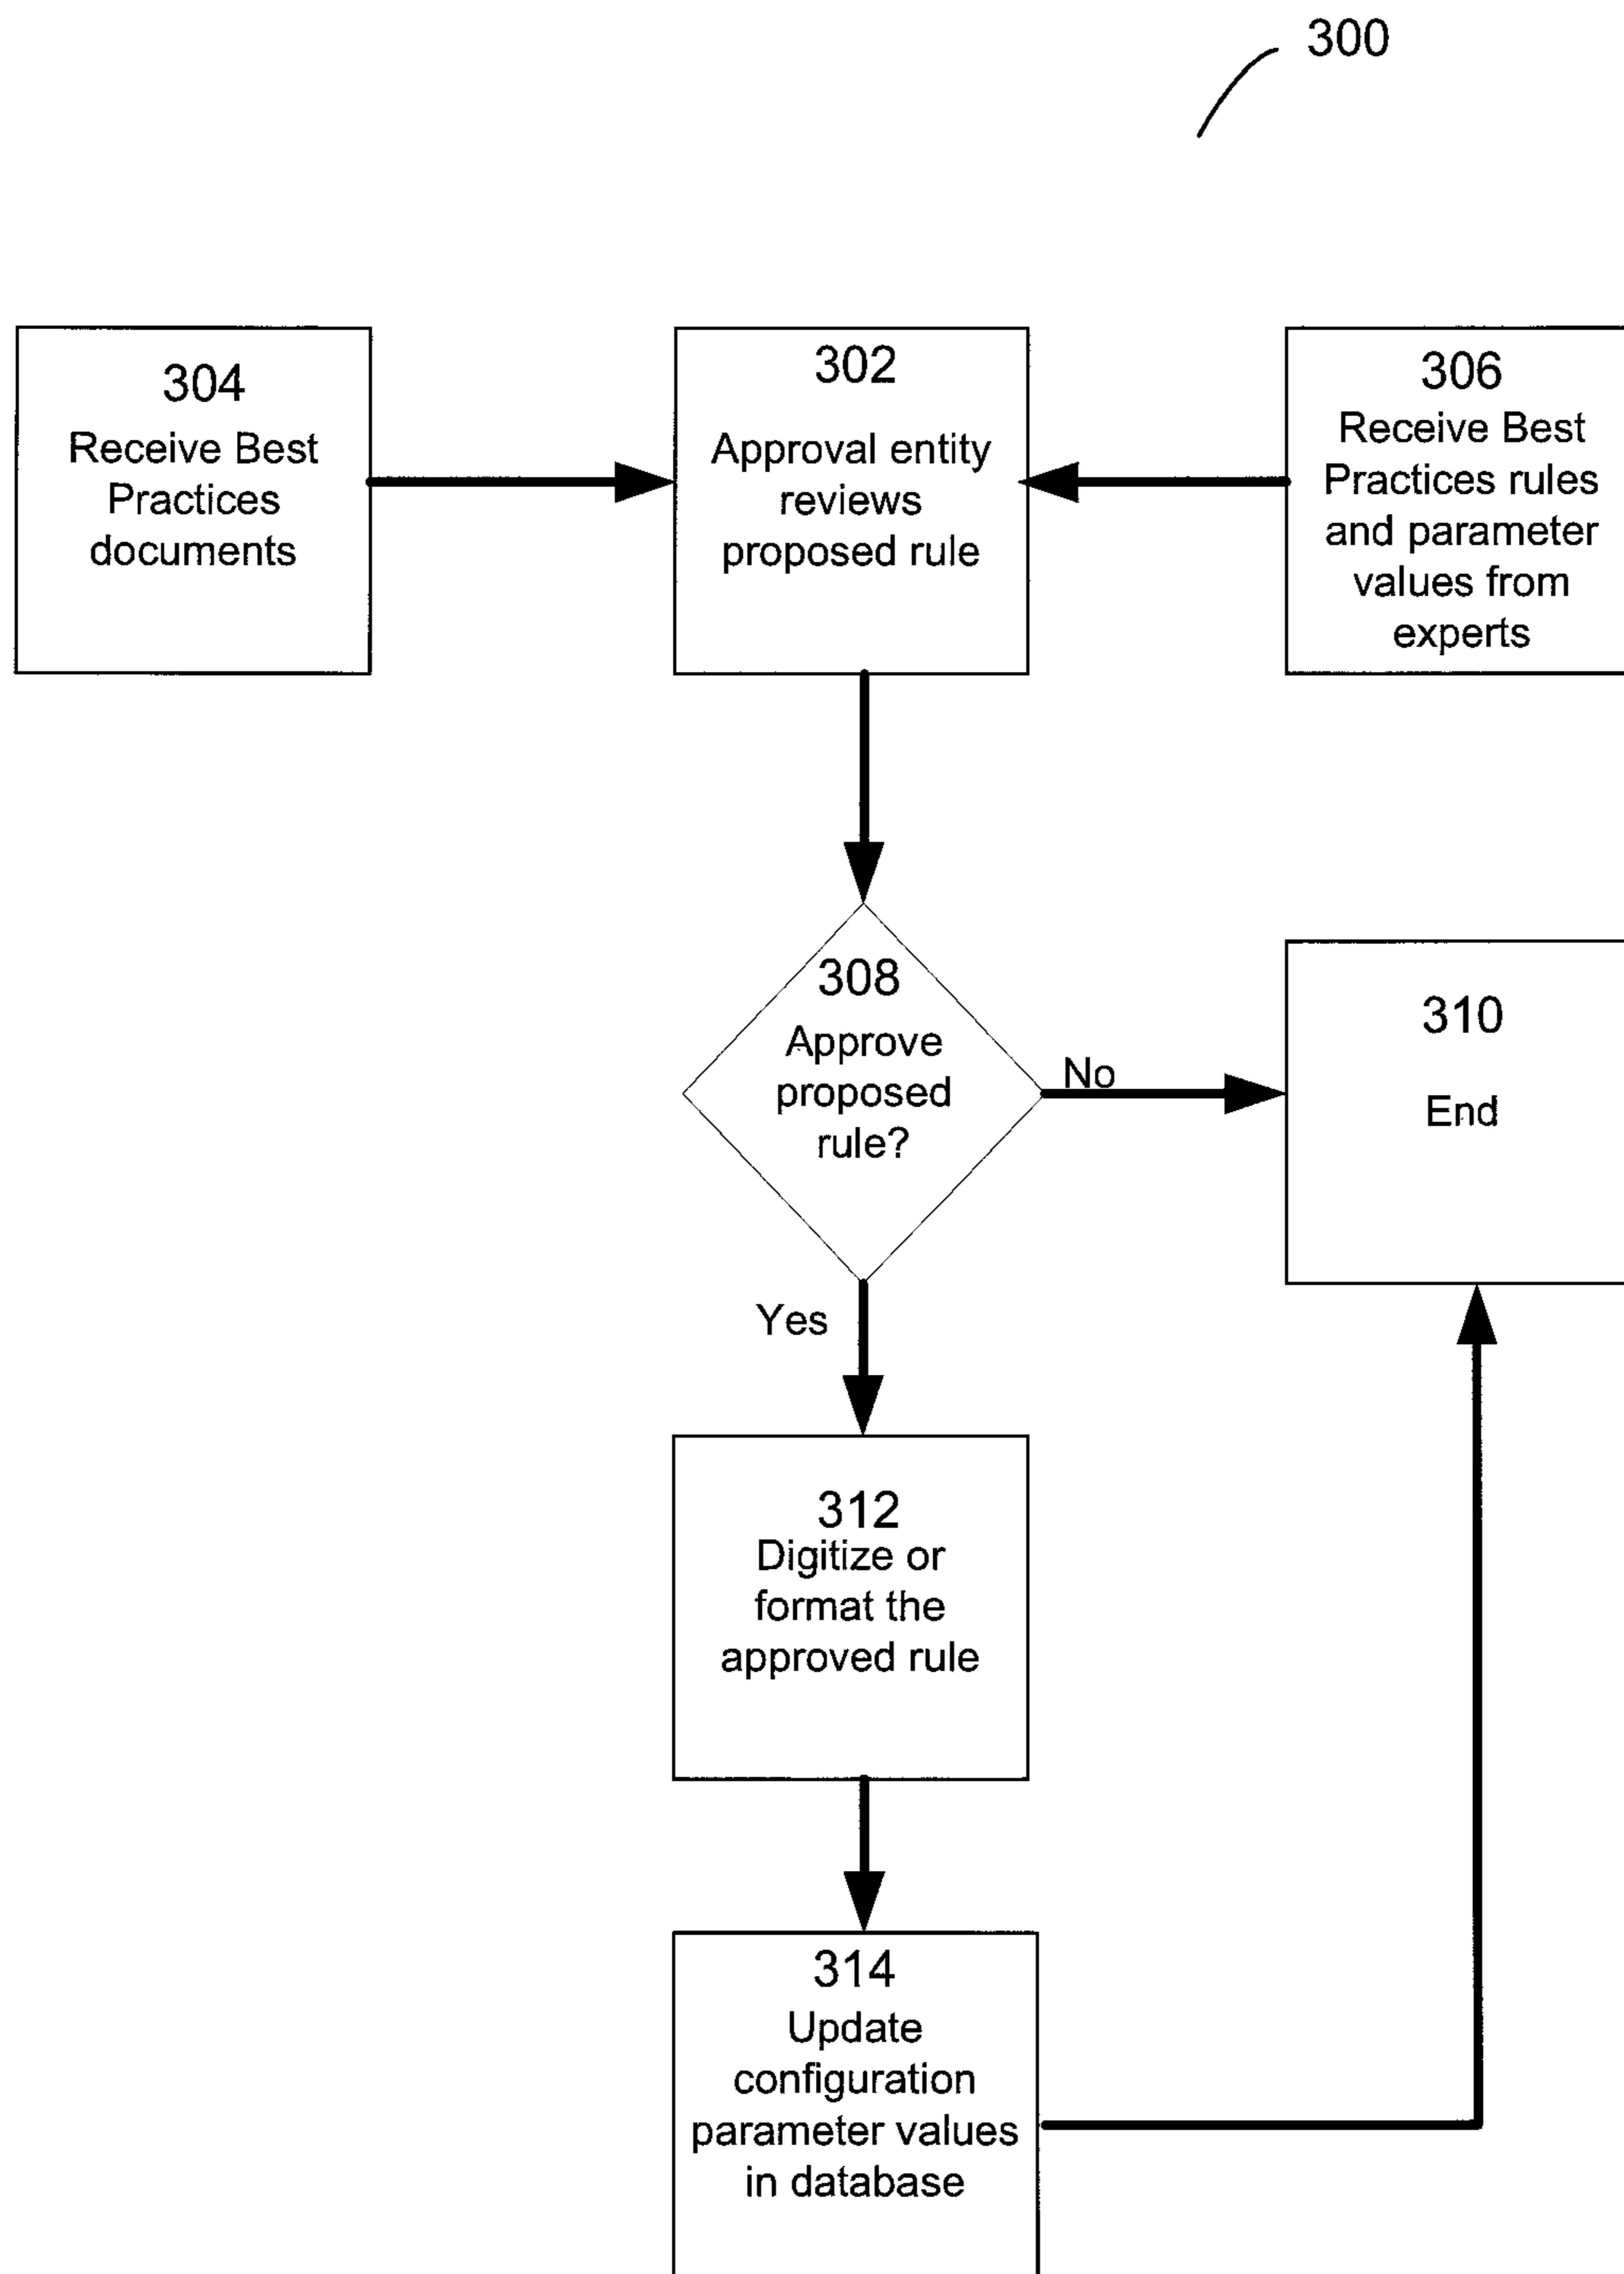 300
304
Receive Best
Practices
documents
302
Approval entity
reviews
proposed rule
306
Receive Best
Practices rules
and parameter
values from
experts
308
Approve
proposed
rule?
No
310
End
Yes
312
Digitize or
format the
approved rule
314
Update
configuration
parameter values
in database